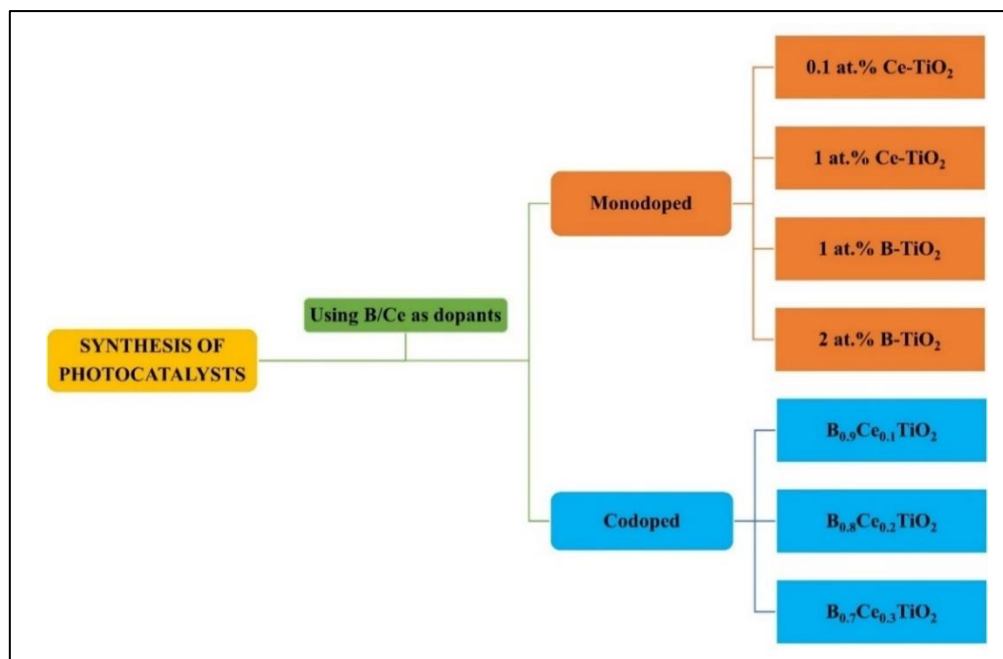 SYNTHESIS OF
PHOTOCATALYSTS
Using B/Ce as dopants
Monodoped
0.1 at.% Ce-TiO₂
1 at.% Ce-TiO₂
1 at.% B-TiO₂
2 at.% B-TiO₂
Codoped
B₀.₉Ce₀.₁TiO₂
B₀.₈Ce₀.₂TiO₂
B₀.₇Ce₀.₃TiO₂